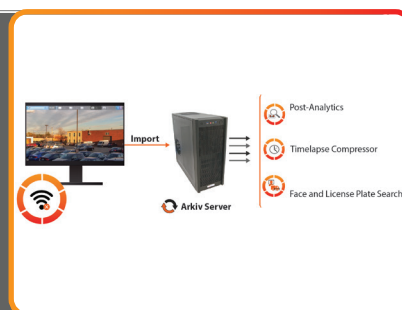 Post-Analytics
Import
Timelapse Compressor
Face and License Plate Search
Arkiv Server